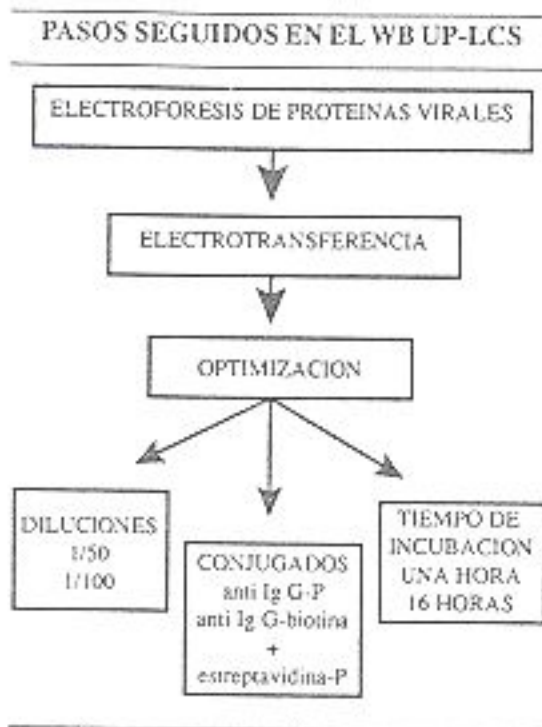 PASOS SEGUIDOS EN EL WB UP-LCS
ELECTROFORESIS DE PROTEINAS VIRALES
ELECTROTRANSFERENCIA
OPTIMIZACION
DILUCIONES
1/50
1/100
CONJUGADOS
anti Ig G-P
anti Ig G-biotina
+
estreptavidina-P
TIEMPO DE
INCUBACION
UNA HORA
16 HORAS